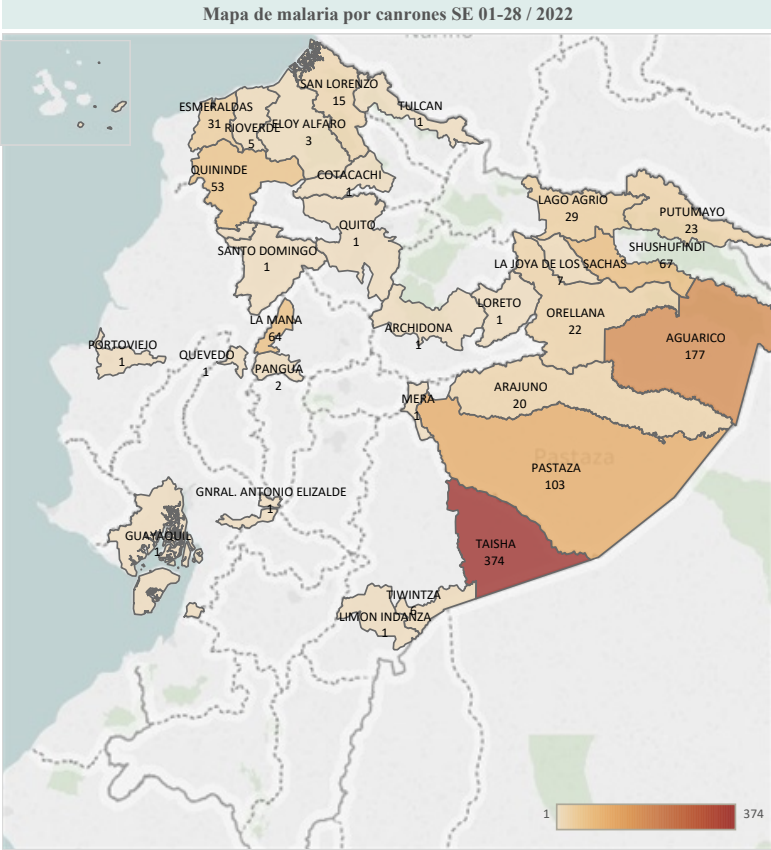 Mapa de malaria por canrones SE 01-28 / 2022
SAN LORENZO
15
TULCAN
1
ESMERALDAS
31
RIOVERDE
5
ELOY ALFARO
3
QUININDE
53
COTACACHI
1
LAGO AGRIO
29
PUTUMAYO
23
QUITO
1
SHUSHUFINDI
67
SANTO DOMINGO
1
LA JOYA DE LOS SACHAS
7
LORETO
1
ORELLANA
22
LA MANA
64
ARCHIDONA
1
AGUARICO
177
PORTOVIEJO
1
QUEVEDO
1
PANGUA
2
ARAJUNO
20
MERA
1
Pastaza
PASTAZA
103
GNRAL. ANTONIO ELIZALDE
1
GUAYAQUIL
1
TAISHA
374
TIWINTZA
6
LIMON INDANZA
1
1
374